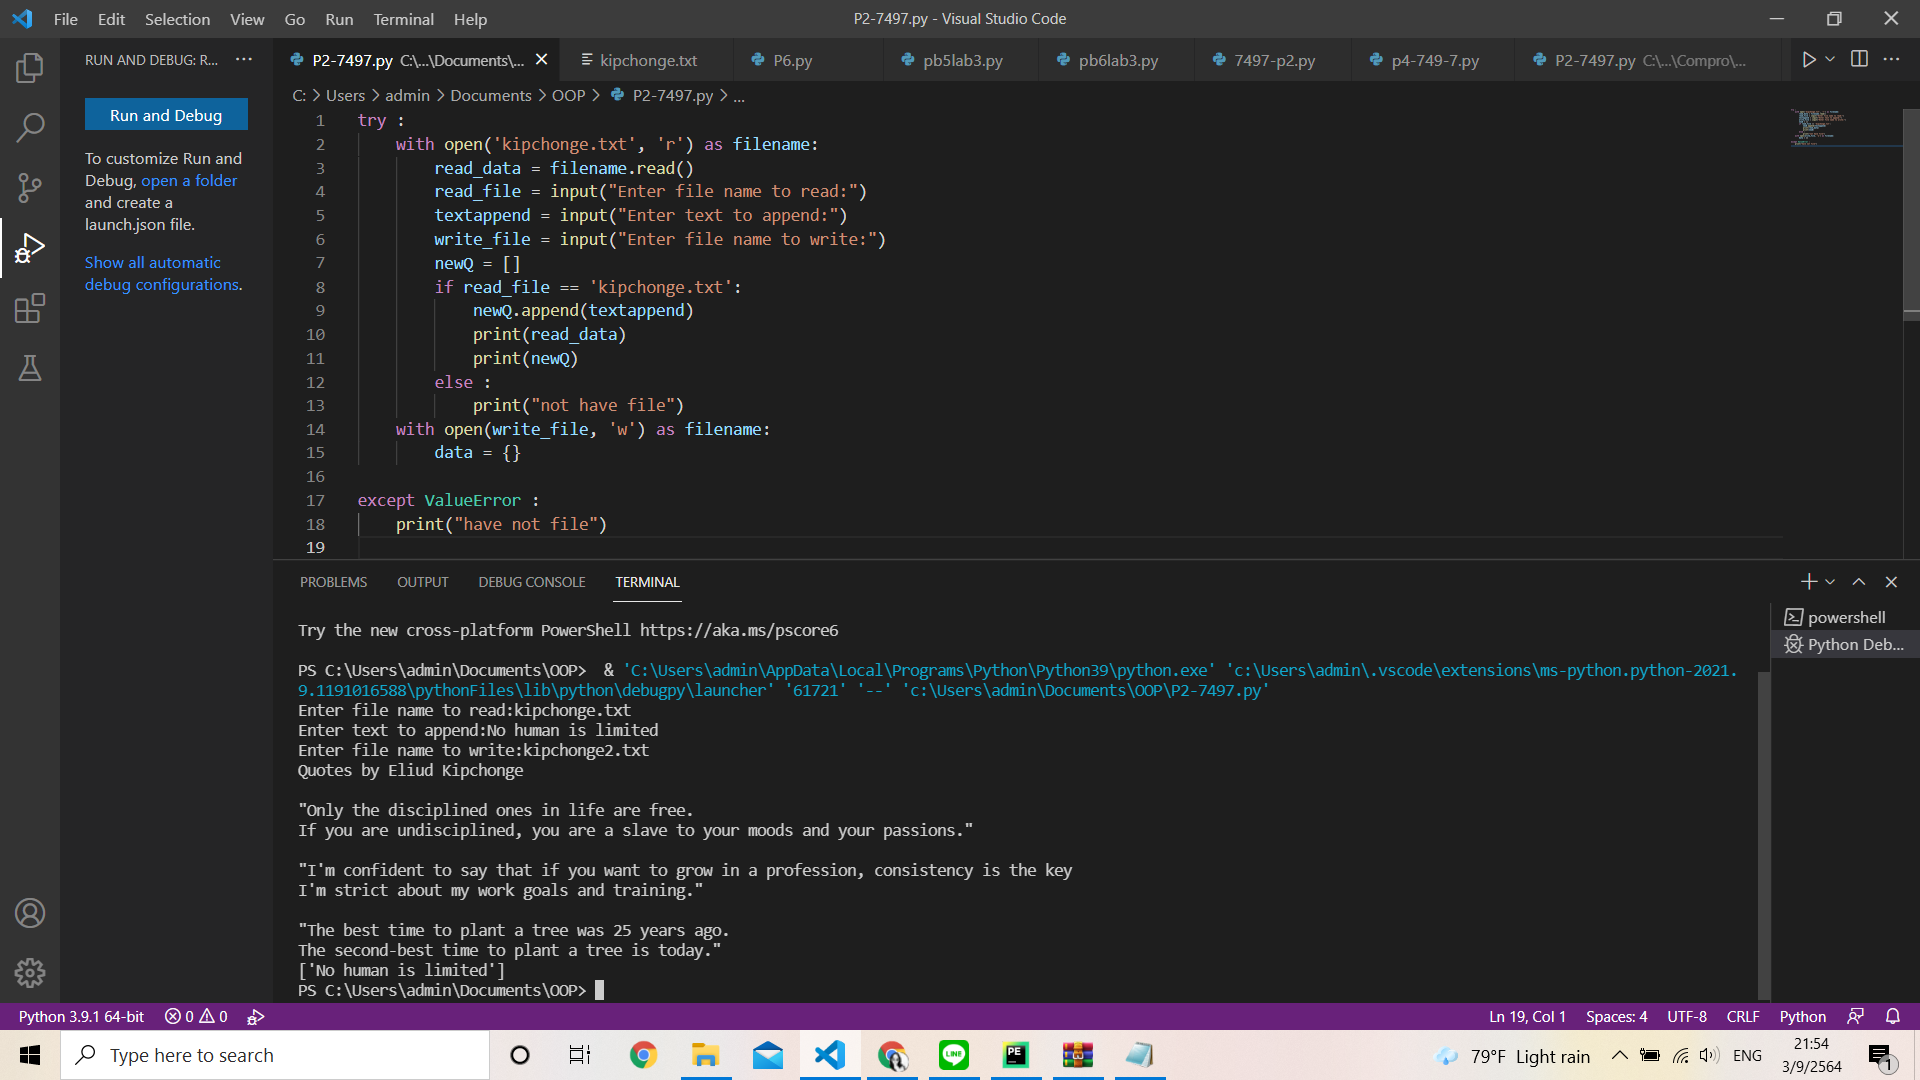 File Edit Selection View Go Run Terminal Help
P2-7497.py - Visual Studio Code
RUN AND DEBUG: R... ...
P2-7497.py C:\...\Documents\...
kipchonge.txt
P6.py
pb5lab3.py
pb6lab3.py
7497-p2.py
p4-749-7.py
P2-7497.py C:\...\Compro\...
Run and Debug
To customize Run and
Debug, open a folder
and create a
launch.json file.
Show all automatic
debug configurations.
C: > Users > admin > Documents > OOP > P2-7497.py > ...
1 try :
2 with open('kipchonge.txt', 'r') as filename:
3 read_data = filename.read()
4 read_file = input("Enter file name to read:")
5 textappend = input("Enter text to append:")
6 write_file = input("Enter file name to write:")
7 newQ = []
8 if read_file == 'kipchonge.txt':
9 newQ.append(textappend)
10 print(read_data)
11 print(newQ)
12 else :
13 print("not have file")
14 with open(write_file, 'w') as filename:
15 data = {}
16
17 except ValueError :
18 print("have not file")
19
PROBLEMS OUTPUT DEBUG CONSOLE TERMINAL
powershell
Python Deb...
Try the new cross-platform PowerShell https://aka.ms/pscore6
PS C:\Users\admin\Documents\OOP> & 'C:\Users\admin\AppData\Local\Programs\Python\Python39\python.exe' 'c:\Users\admin\.vscode\extensions\ms-python.python-2021.
9.1191016588\pythonFiles\lib\python\debugpy\launcher' '61721' '--' 'c:\Users\admin\Documents\OOP\P2-7497.py'
Enter file name to read:kipchonge.txt
Enter text to append:No human is limited
Enter file name to write:kipchonge2.txt
Quotes by Eliud Kipchonge
"Only the disciplined ones in life are free.
If you are undisciplined, you are a slave to your moods and your passions."
"I'm confident to say that if you want to grow in a profession, consistency is the key
I'm strict about my work goals and training."
"The best time to plant a tree was 25 years ago.
The second-best time to plant a tree is today."
['No human is limited']
PS C:\Users\admin\Documents\OOP>
Python 3.9.1 64-bit 0 0
Ln 19, Col 1 Spaces: 4 UTF-8 CRLF Python
Type here to search
LINE
PE
79°F Light rain
ENG
21:54
3/9/2564
1